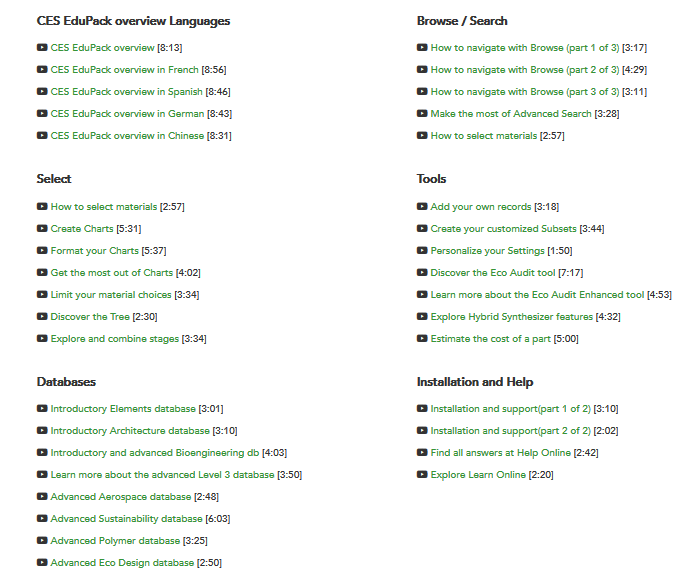 CES EduPack overview Languages
CES EduPack overview [8:13]
CES EduPack overview in French [8:56]
CES EduPack overview in Spanish [8:46]
CES EduPack overview in German [8:43]
CES EduPack overview in Chinese [8:31]
Browse / Search
How to navigate with Browse (part 1 of 3) [3:17]
How to navigate with Browse (part 2 of 3) [4:29]
How to navigate with Browse (part 3 of 3) [3:11]
Make the most of Advanced Search [3:28]
How to select materials [2:57]
Select
How to select materials [2:57]
Create Charts [5:31]
Format your Charts [5:37]
Get the most out of Charts [4:02]
Limit your material choices [3:34]
Discover the Tree [2:30]
Explore and combine stages [3:34]
Tools
Add your own records [3:18]
Create your customized Subsets [3:44]
Personalize your Settings [1:50]
Discover the Eco Audit tool [7:17]
Learn more about the Eco Audit Enhanced tool [4:53]
Explore Hybrid Synthesizer features [4:32]
Estimate the cost of a part [5:00]
Databases
Introductory Elements database [3:01]
Introductory Architecture database [3:10]
Introductory and advanced Bioengineering db [4:03]
Learn more about the advanced Level 3 database [3:50]
Advanced Aerospace database [2:48]
Advanced Sustainability database [6:03]
Advanced Polymer database [3:25]
Advanced Eco Design database [2:50]
Installation and Help
Installation and support(part 1 of 2) [3:10]
Installation and support(part 2 of 2) [2:02]
Find all answers at Help Online [2:42]
Explore Learn Online [2:20]